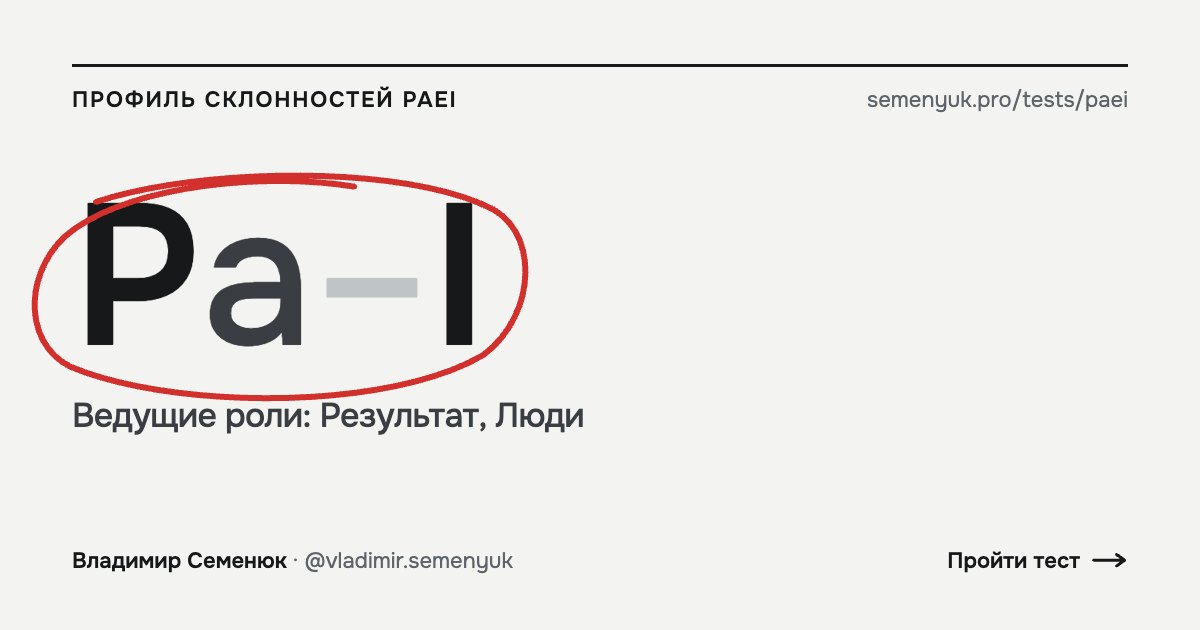 ПРОФИЛЬ СКЛОННОСТЕЙ PAEI
semenyuk.pro/tests/paei
Pa–I
Ведущие роли: Результат, Люди
Владимир Семенюк · @vladimir.semenyuk
Пройти тест →